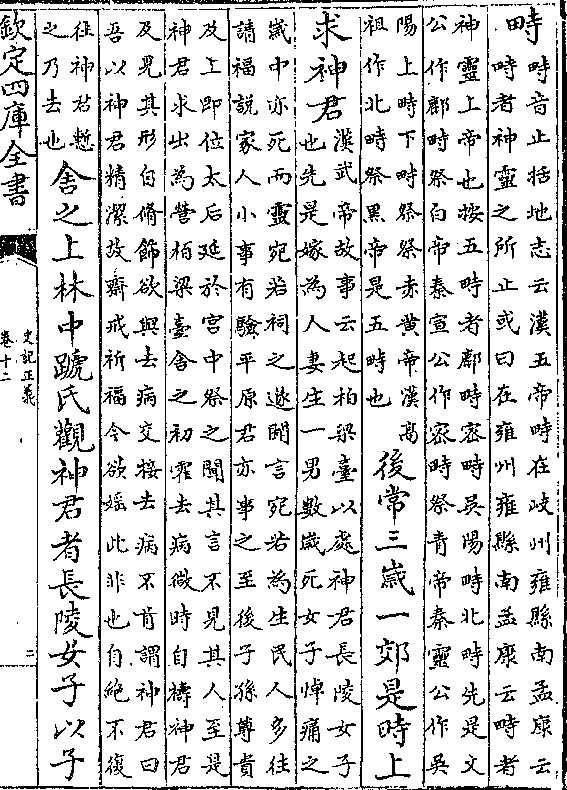 畤畤音止括地志云漢五帝畤在岐州雍縣南孟康云
畤者神靈之所止或曰在雍州雍縣南孟康云畤者
神靈上帝也按五畤者鄜畤密畤吳陽畤北畤先是文
公作鄜畤祭白帝秦宣公作密畤祭青帝秦靈公作吳
陽上畤下畤祭祭赤黃帝漢高
祖作北畤祭黑帝是五畤也
後常三歲一郊是時上
求神君
漢武帝故事云起柏梁臺以處神君長陵女子
也先是嫁為人妻生一男數歲死女子悼痛之
歲中亦死而靈宛若祠之遂聞言宛若為生民人多往
請福說家人小事有驗平原君亦事之至後子孫尊貴
及上即位太后延於宮中祭之聞其言不見其人至是
神君求出為營柏梁臺舍之初霍去病微時自禱神君
及見其形自脩飾欲與去病交接去病不肯謂神君曰
吾以神君精潔故齋戒祈福今欲婬此非也自絕不復
徃神君慙
之乃去也
舍之上林中蹏氏觀神君者長陵女子以子
欽定四庫全書
史記正義
卷十二
二